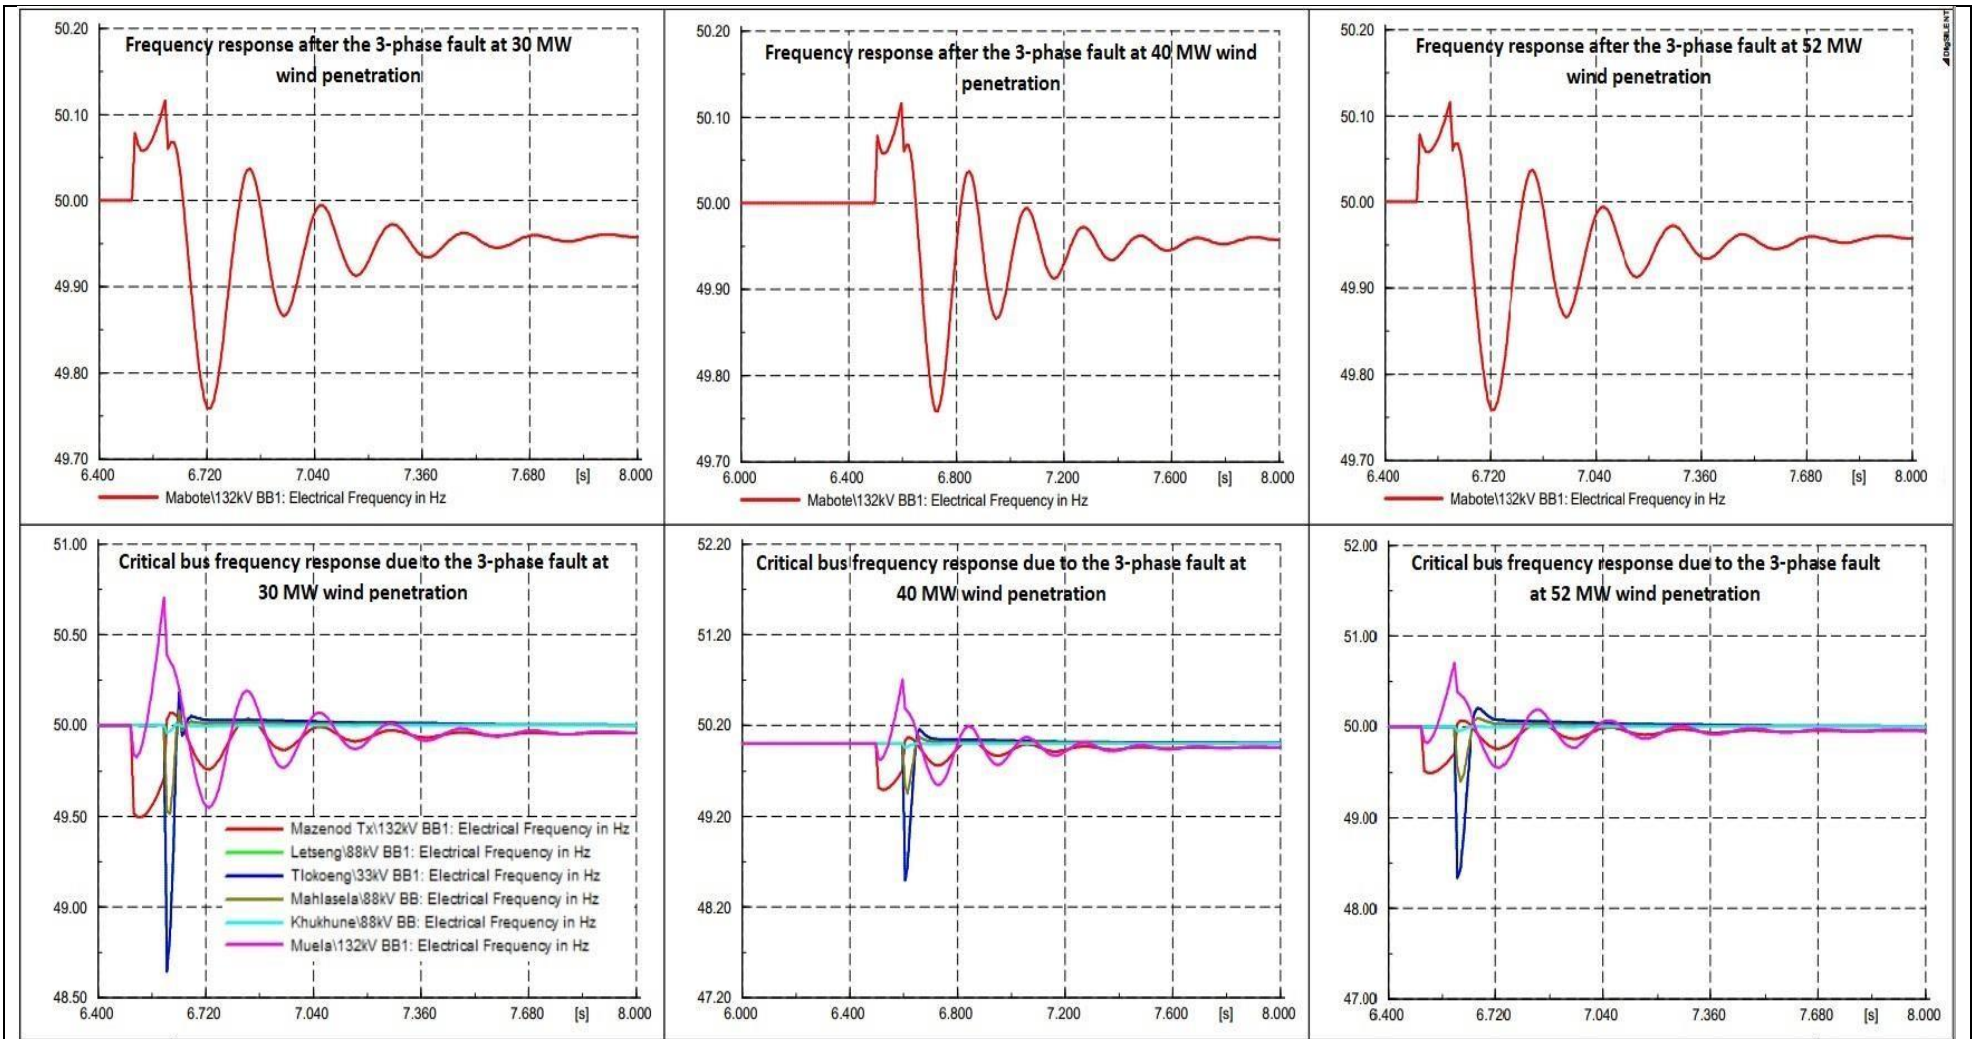 Frequency response after the 3-phase fault at 30 MW
wind penetration
50.20
50.10
50.00
49.90
49.80
49.70
6.400
6.720
7.040
7.360
7.680
[s]
8.000
Mabote\132kV BB1: Electrical Frequency in Hz
Frequency response after the 3-phase fault at 40 MW wind
penetration
50.20
50.10
50.00
49.90
49.80
49.70
6.000
6.400
6.800
7.200
7.600
[s]
8.000
Mabote\132kV BB1: Electrical Frequency in Hz
Frequency response after the 3-phase fault at 52 MW
wind penetration
DIgSILENT
50.20
50.10
50.00
49.90
49.80
49.70
6.400
6.720
7.040
7.360
7.680
[s]
8.000
Mabote\132kV BB1: Electrical Frequency in Hz
Critical bus frequency response due to the 3-phase fault at
30 MW wind penetration
51.00
50.50
50.00
49.50
49.00
48.50
Mazenod Tx\132kV BB1: Electrical Frequency in Hz
Letseng\88kV BB1: Electrical Frequency in Hz
Tlokoeng\33kV BB1: Electrical Frequency in Hz
Mahlasela\88kV BB: Electrical Frequency in Hz
Khukhune\88kV BB: Electrical Frequency in Hz
Muela\132kV BB1: Electrical Frequency in Hz
6.400
6.720
7.040
7.360
7.680
[s]
8.000
Critical bus frequency response due to the 3-phase fault at
40 MW wind penetration
52.20
51.20
50.20
49.20
48.20
47.20
6.000
6.400
6.800
7.200
7.600
[s]
8.000
Critical bus frequency response due to the 3-phase fault
at 52 MW wind penetration
52.00
51.00
50.00
49.00
48.00
47.00
6.400
6.720
7.040
7.360
7.680
[s]
8.000